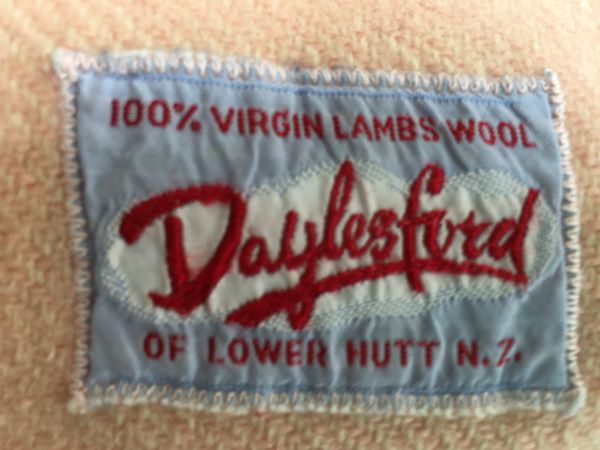 100% VIRGIN LAMBS WOOL
Daylesford
OF LOWER HUTT N.Z.